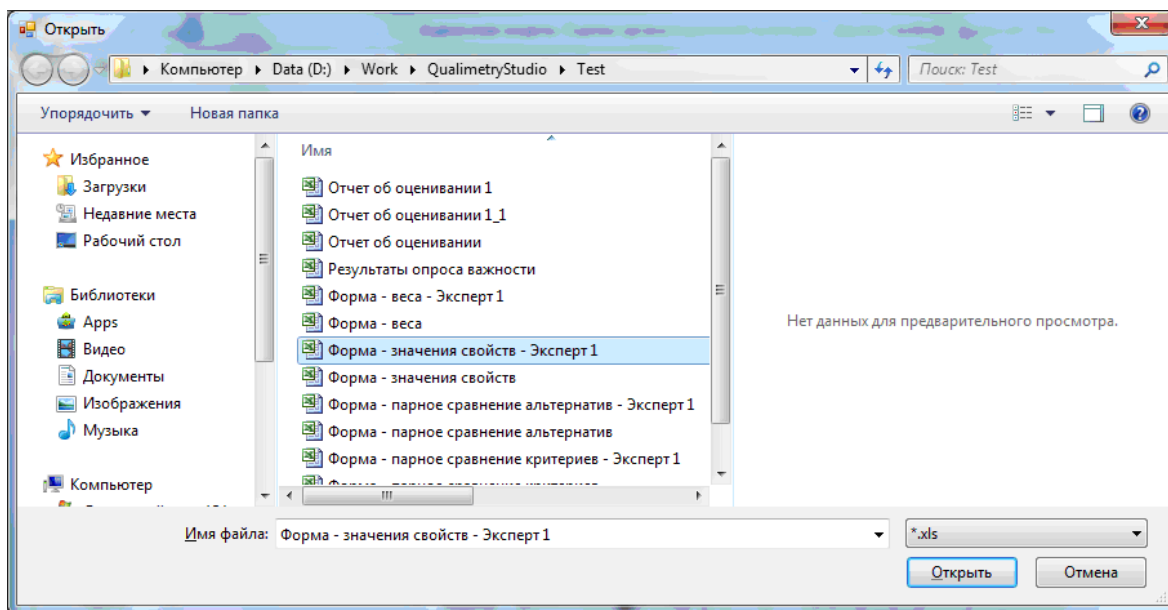 Открыть
Компьютер Data (D:) Work QualimetryStudio Test
Поиск: Test
Упорядочить Новая папка
Избранное
Загрузки
Недавние места
Рабочий стол
Библиотеки
Apps
Видео
Документы
Изображения
Музыка
Компьютер
Имя
Отчет об оценивании 1
Отчет об оценивании 1_1
Отчет об оценивании
Результаты опроса важности
Форма - веса - Эксперт 1
Форма - веса
Форма - значения свойств - Эксперт 1
Форма - значения свойств
Форма - парное сравнение альтернатив - Эксперт 1
Форма - парное сравнение альтернатив
Форма - парное сравнение критериев - Эксперт 1
Нет данных для предварительного просмотра.
Имя файла: Форма - значения свойств - Эксперт 1
*.xls
Открыть Отмена